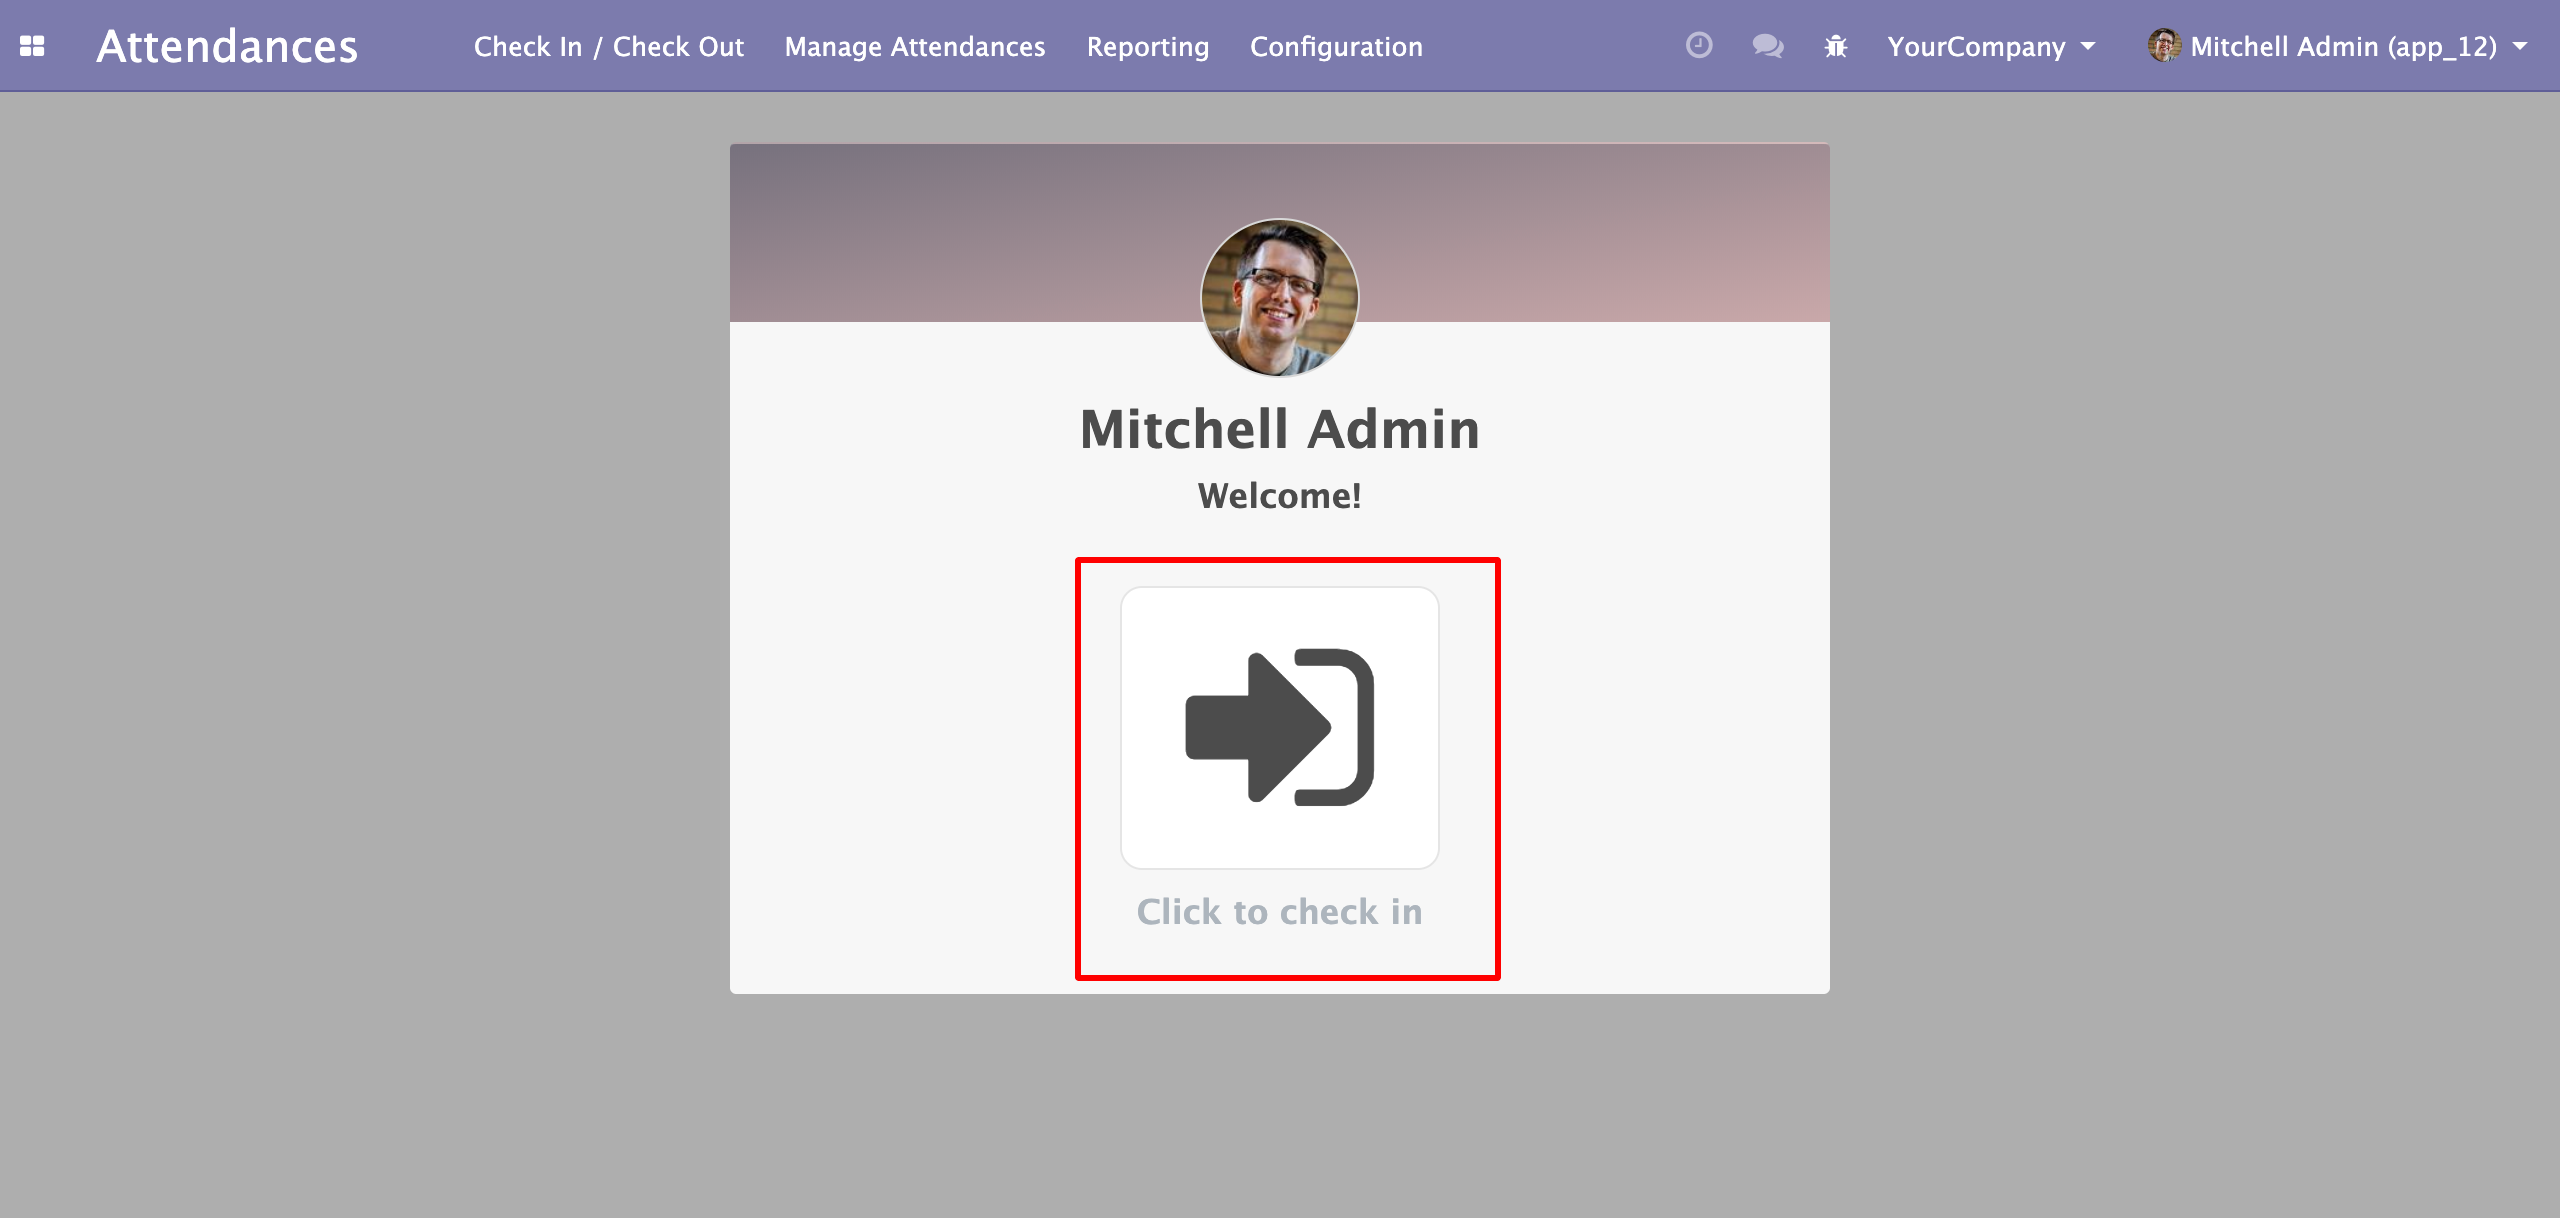 Attendances Check In / Check Out Manage Attendances Reporting Configuration YourCompany Mitchell Admin (app_12)
Mitchell Admin
Welcome!
Click to check in